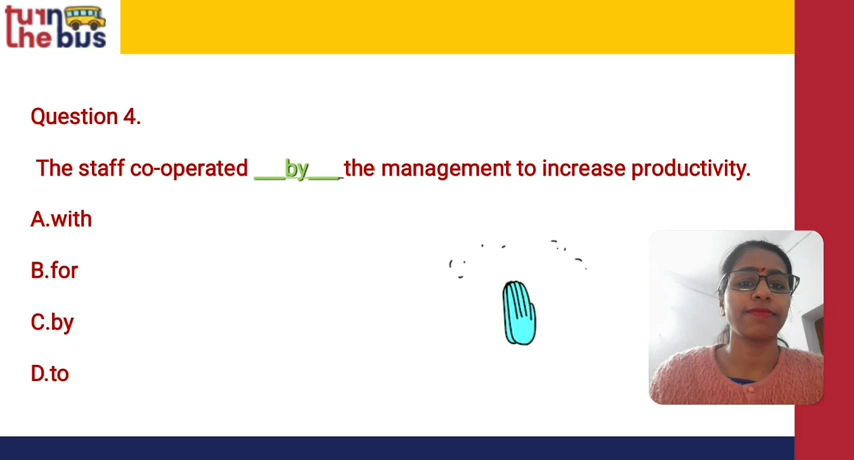 turn
the bus
Question 4.
The staff co-operated ___by___ the management to increase productivity.
A.with
B.for
C.by
D.to